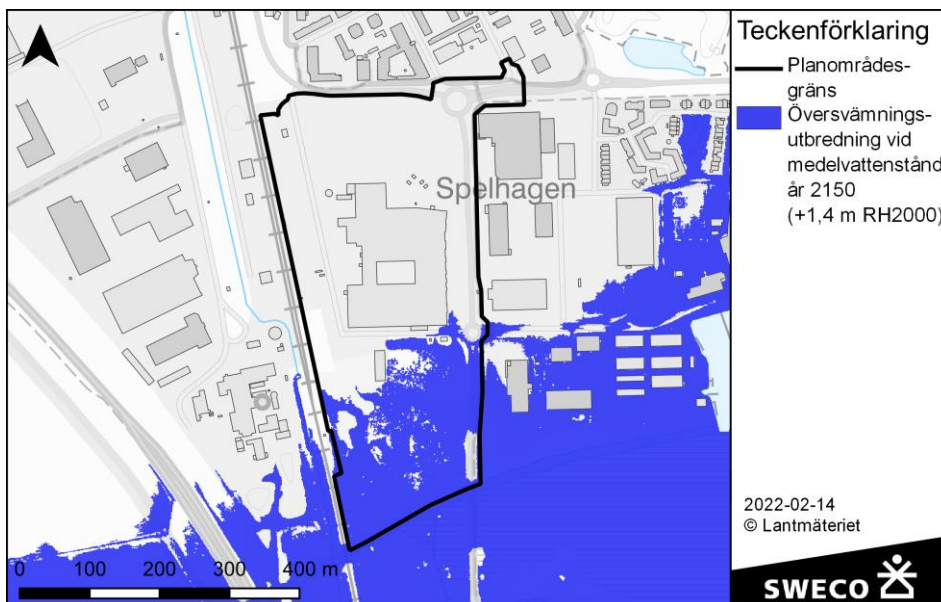 Spelhagen
0 100 200 300 400 m
Teckenförklaring
Planområdes-
gräns
Översvämnings-
utbredning vid
medelvattenstånd
år 2150
(+1,4 m RH2000)
2022-02-14
© Lantmäteriet
SWECO